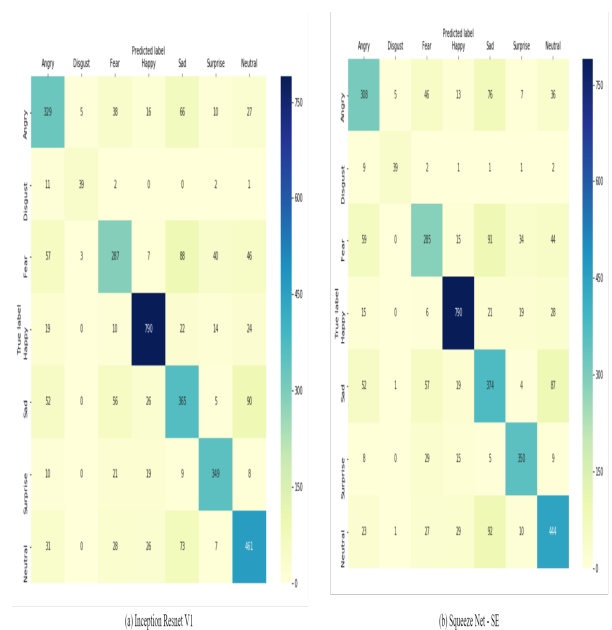 Predicted label
Angry Disgust Fear Happy Sad Surprise Neutral
True label
Angry 329 5 38 16 66 10 27
Disgust 11 39 2 0 0 2 1
Fear 57 3 287 7 88 40 46
Happy 19 0 10 790 22 14 24
Sad 52 0 56 26 365 5 90
Surprise 10 0 21 19 9 349 8
Neutral 31 0 28 26 73 7 461
750
600
450
300
150
0
(a) Inception Resnet V1
Predicted label
Angry Disgust Fear Happy Sad Surprise Neutral
True label
Angry 308 5 46 13 76 7 36
Disgust 9 39 2 1 1 1 2
Fear 59 0 285 15 91 34 44
Happy 15 0 6 790 21 19 28
Sad 52 1 57 19 374 4 87
Surprise 8 0 29 15 5 350 9
Neutral 23 1 27 29 92 10 444
750
600
450
300
150
0
(b) Squeeze Net - SE